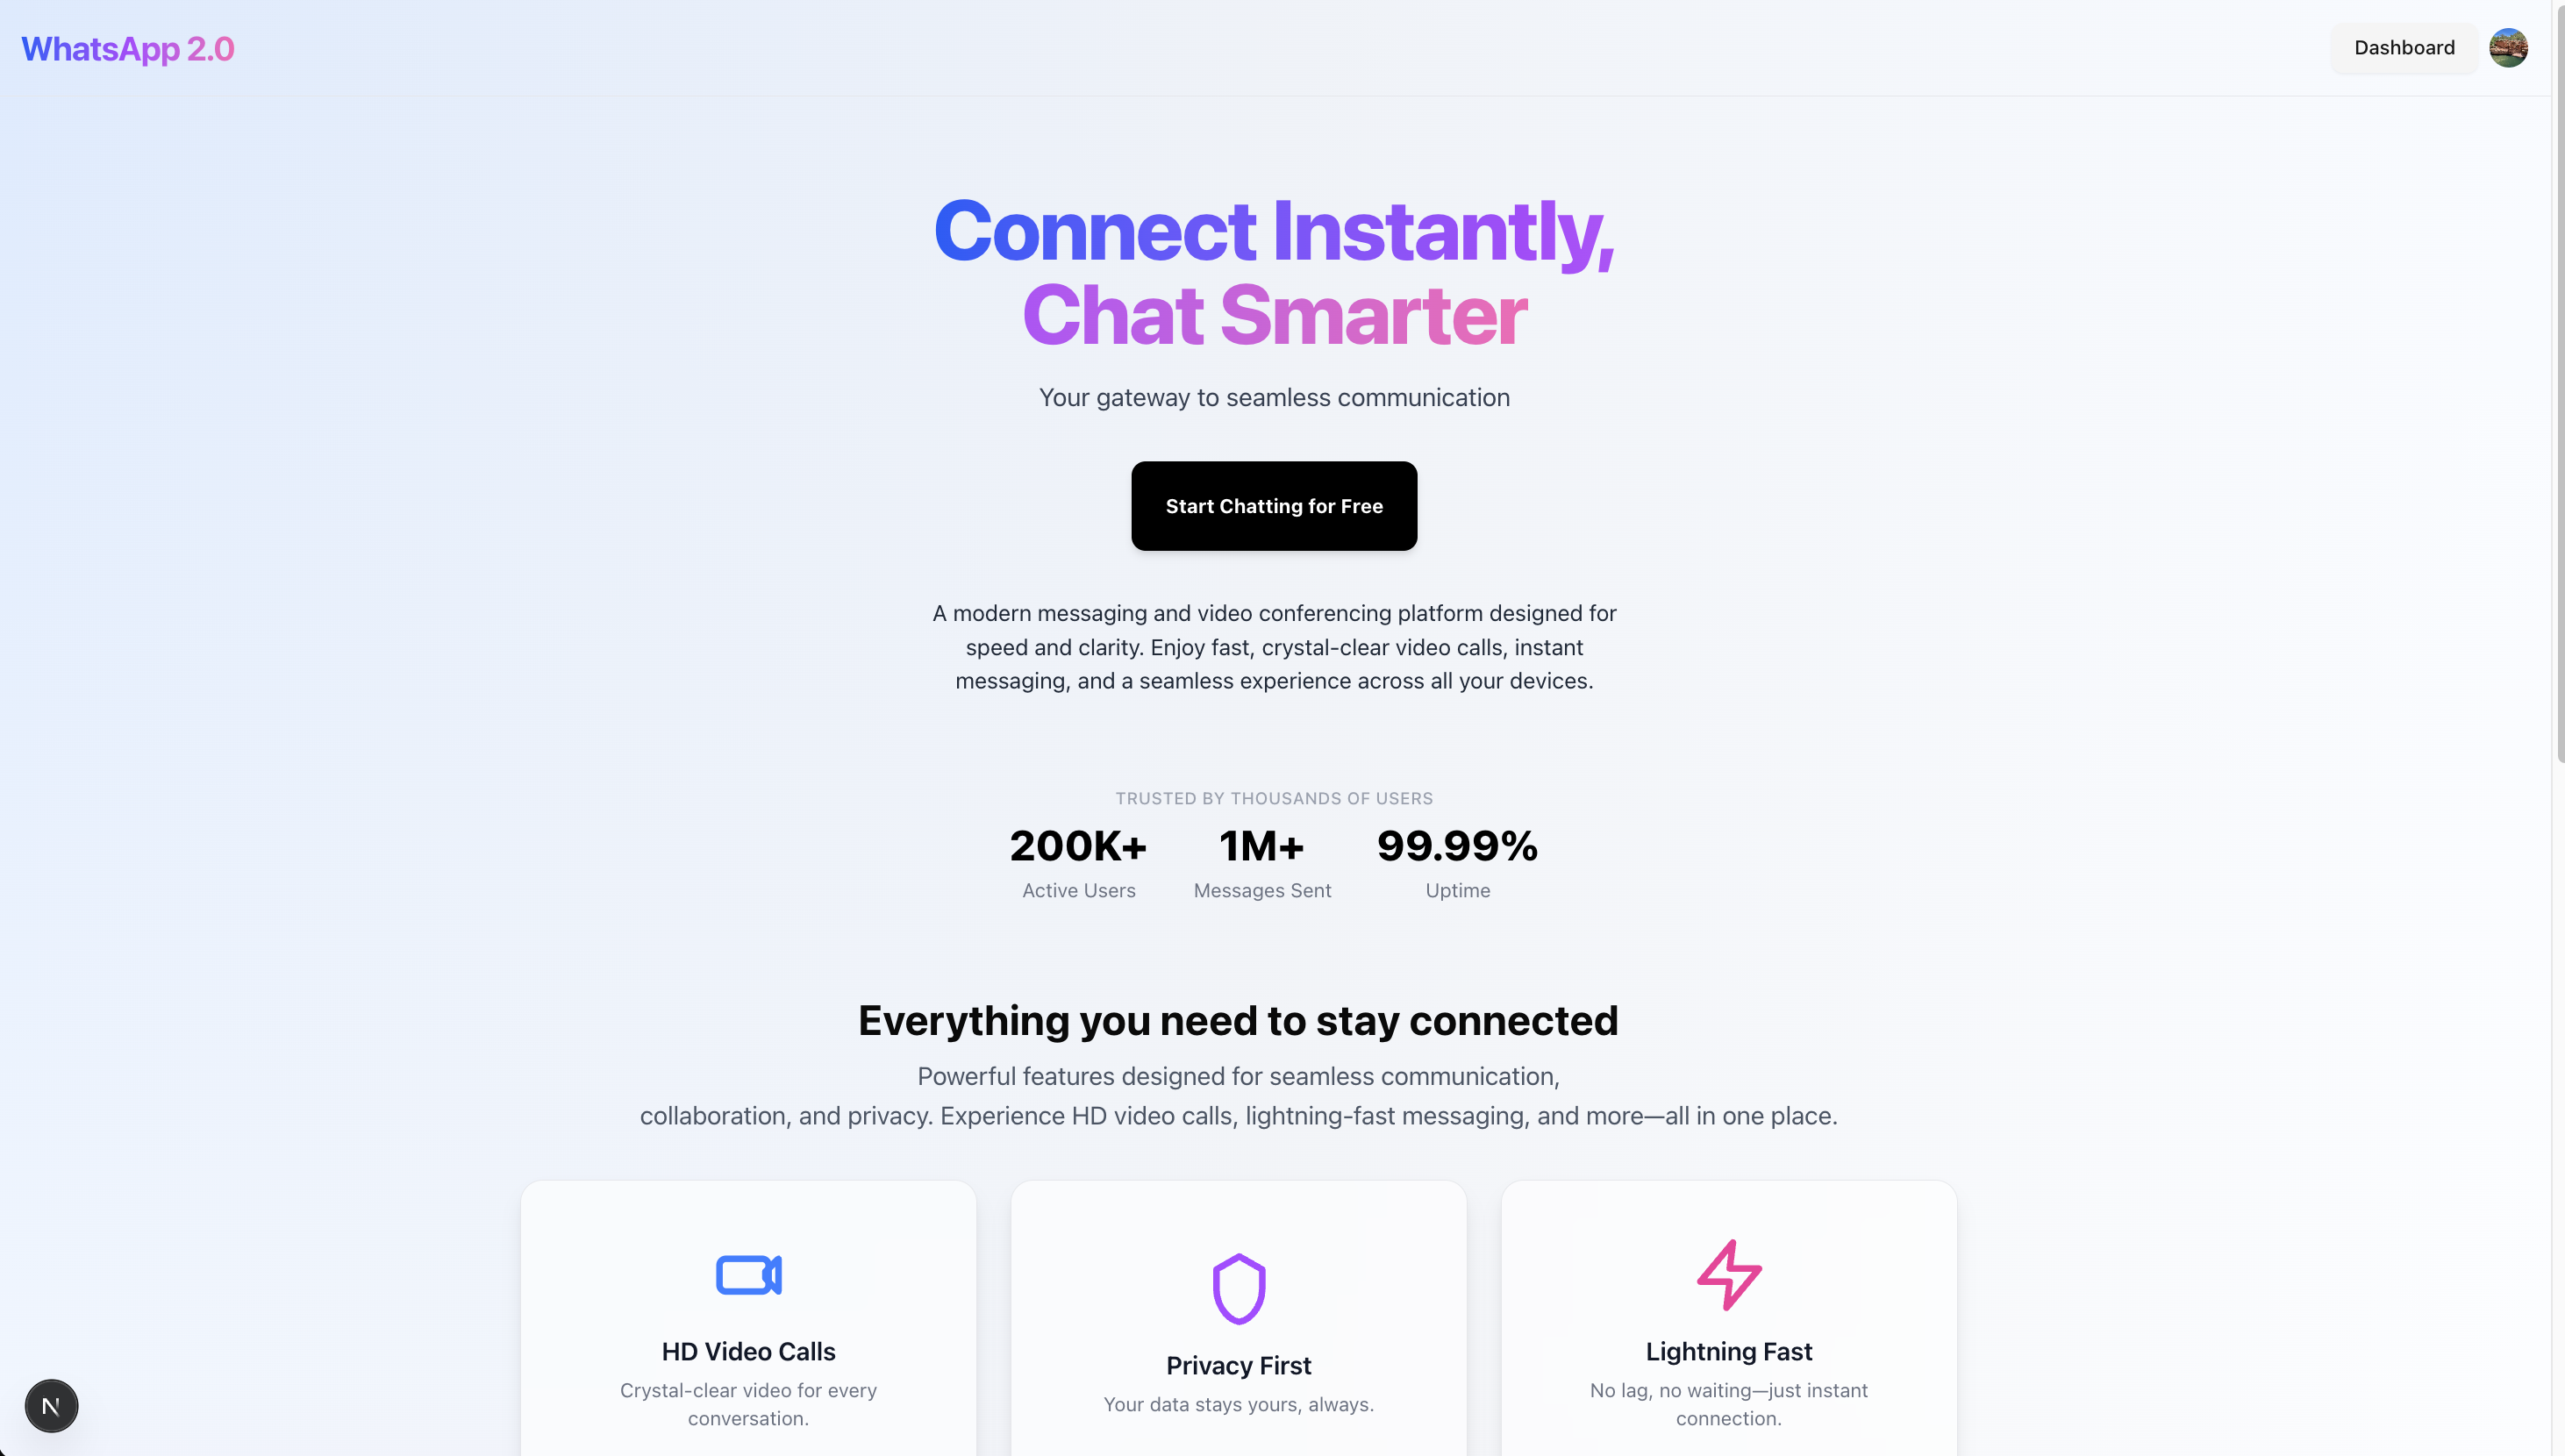 WhatsApp 2.0
Dashboard
Connect Instantly,
Chat Smarter
Your gateway to seamless communication
Start Chatting for Free
A modern messaging and video conferencing platform designed for
speed and clarity. Enjoy fast, crystal-clear video calls, instant
messaging, and a seamless experience across all your devices.
TRUSTED BY THOUSANDS OF USERS
200K+ 1M+ 99.99%
Active Users Messages Sent Uptime
Everything you need to stay connected
Powerful features designed for seamless communication,
collaboration, and privacy. Experience HD video calls, lightning-fast messaging, and more—all in one place.
HD Video Calls
Crystal-clear video for every
conversation.
Privacy First
Your data stays yours, always.
Lightning Fast
No lag, no waiting—just instant
connection.
N